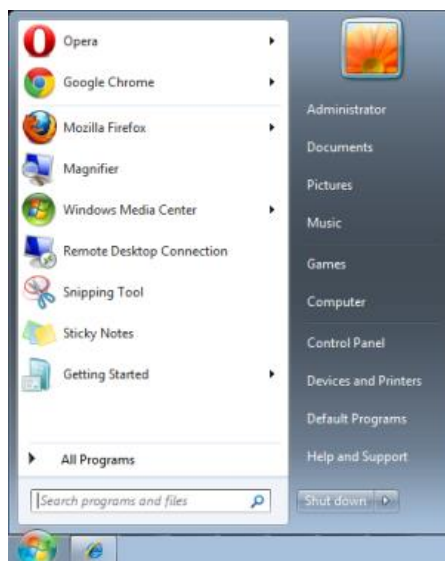 Opera
Google Chrome
Mozilla Firefox
Magnifier
Windows Media Center
Remote Desktop Connection
Snipping Tool
Sticky Notes
Getting Started
All Programs
Search programs and files
Administrator
Documents
Pictures
Music
Games
Computer
Control Panel
Devices and Printers
Default Programs
Help and Support
Shut down